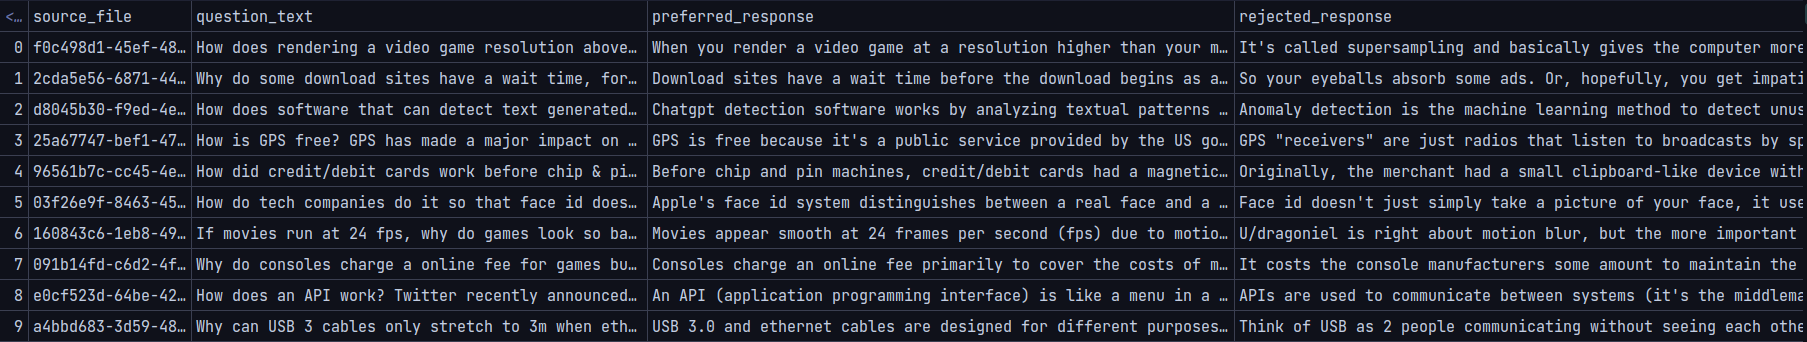 <… source_file question_text preferred_response rejected_response
0 f0c498d1-45ef-48… How does rendering a video game resolution above… When you render a video game at a resolution higher than your m… It's called supersampling and basically gives the computer more
1 2cda5e56-6871-44… Why do some download sites have a wait time, for… Download sites have a wait time before the download begins as a… So your eyeballs absorb some ads. Or, hopefully, you get impati
2 d8045b30-f9ed-4e… How does software that can detect text generated… Chatgpt detection software works by analyzing textual patterns … Anomaly detection is the machine learning method to detect unus
3 25a67747-bef1-47… How is GPS free? GPS has made a major impact on … GPS is free because it's a public service provided by the US go… GPS "receivers" are just radios that listen to broadcasts by sp
4 96561b7c-cc45-4e… How did credit/debit cards work before chip & pi… Before chip and pin machines, credit/debit cards had a magnetic… Originally, the merchant had a small clipboard-like device with
5 03f26e9f-8463-45… How do tech companies do it so that face id does… Apple's face id system distinguishes between a real face and a … Face id doesn't just simply take a picture of your face, it use
6 160843c6-1eb8-49… If movies run at 24 fps, why do games look so ba… Movies appear smooth at 24 frames per second (fps) due to motio… U/dragoniel is right about motion blur, but the more important
7 091b14fd-c6d2-4f… Why do consoles charge a online fee for games bu… Consoles charge an online fee primarily to cover the costs of m… It costs the console manufacturers some amount to maintain the
8 e0cf523d-64be-42… How does an API work? Twitter recently announced… An API (application programming interface) is like a menu in a … APIs are used to communicate between systems (it's the middlema
9 a4bbd683-3d59-48… Why can USB 3 cables only stretch to 3m when eth… USB 3.0 and ethernet cables are designed for different purposes… Think of USB as 2 people communicating without seeing each othe